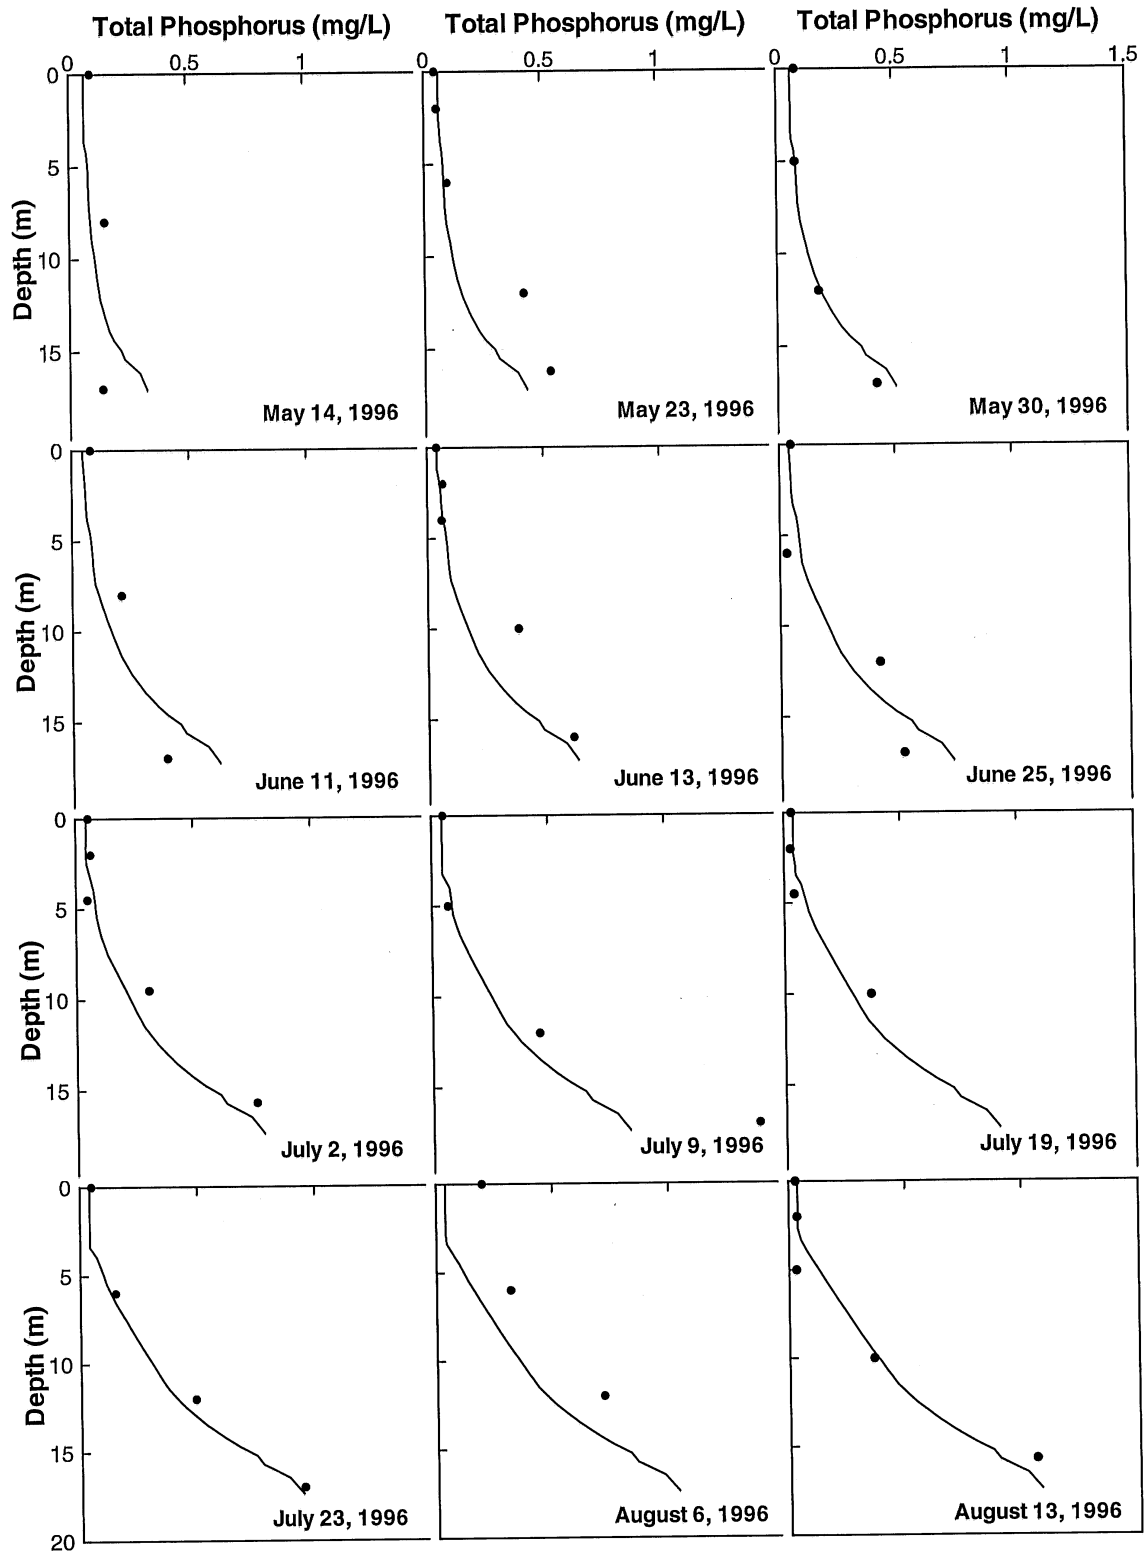 Total Phosphorus (mg/L) Total Phosphorus (mg/L) Total Phosphorus (mg/L)
0 0.5 1 0 0.5 1 0 0.5 1 1.5
0
5
Depth (m)
10
15
May 14, 1996 May 23, 1996 May 30, 1996
0
5
Depth (m)
10
15
June 11, 1996 June 13, 1996 June 25, 1996
0
5
Depth (m)
10
15
July 2, 1996 July 9, 1996 July 19, 1996
0
5
Depth (m)
10
15
July 23, 1996 August 6, 1996 August 13, 1996
20